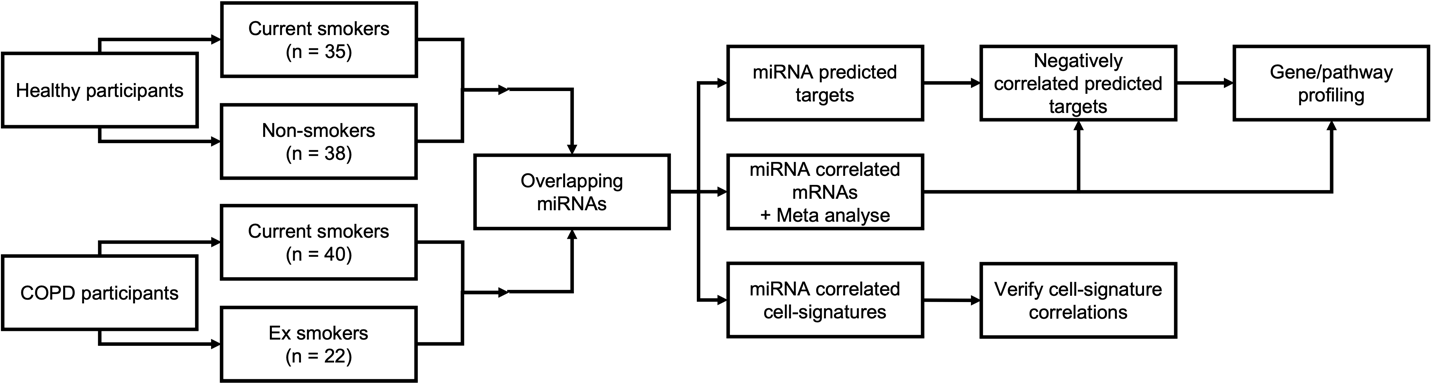 Healthy participants
Current smokers
(n = 35)
Non-smokers
(n = 38)
COPD participants
Current smokers
(n = 40)
Ex smokers
(n = 22)
Overlapping
miRNAs
miRNA predicted
targets
Negatively
correlated predicted
targets
Gene/pathway
profiling
miRNA correlated
mRNAs
+ Meta analyse
miRNA correlated
cell-signatures
Verify cell-signature
correlations